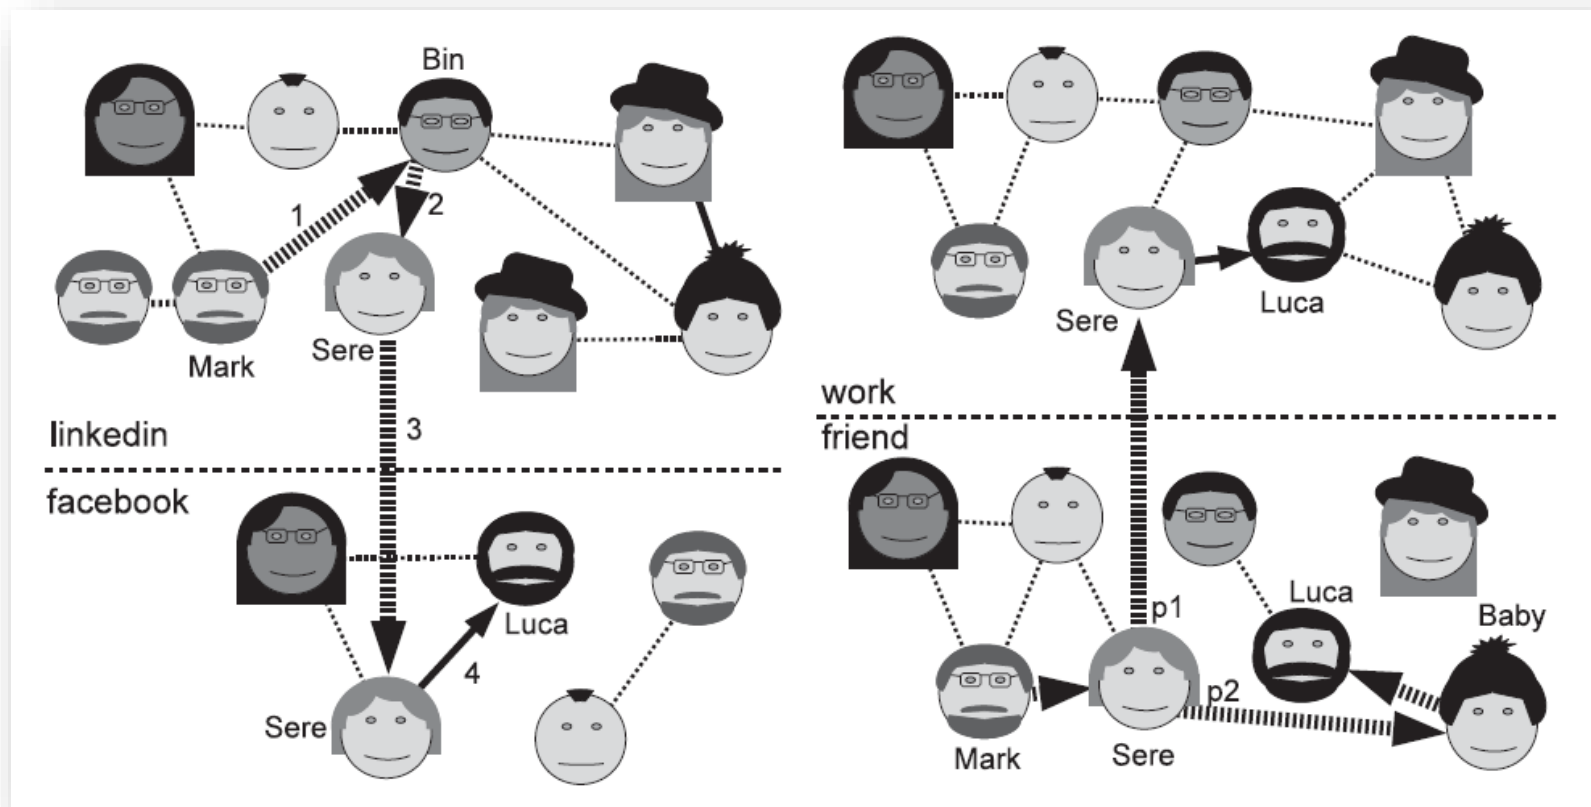 Bin
1
2
Mark
Sere
linkedin
3
facebook
Luca
4
Sere
Sere
Luca
work
friend
p1
Luca
Baby
p2
Mark
Sere